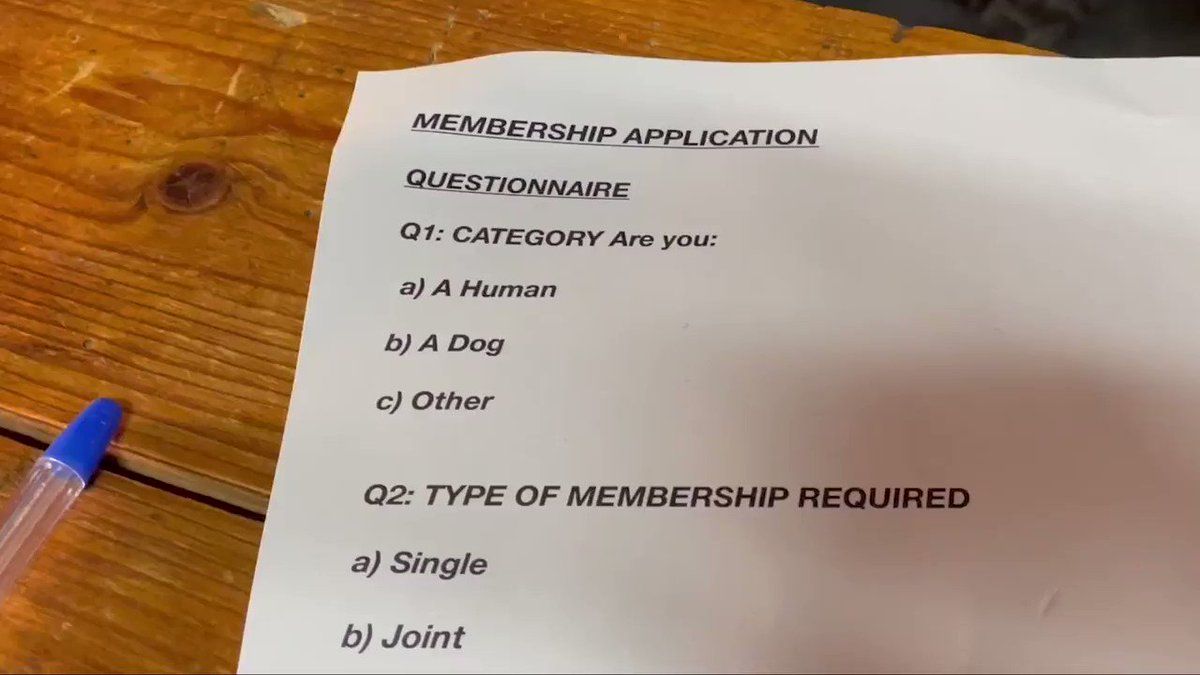 MEMBERSHIP APPLICATION
QUESTIONNAIRE
Q1: CATEGORY Are you:
a) A Human
b) A Dog
c) Other
Q2: TYPE OF MEMBERSHIP REQUIRED
a) Single
b) Joint